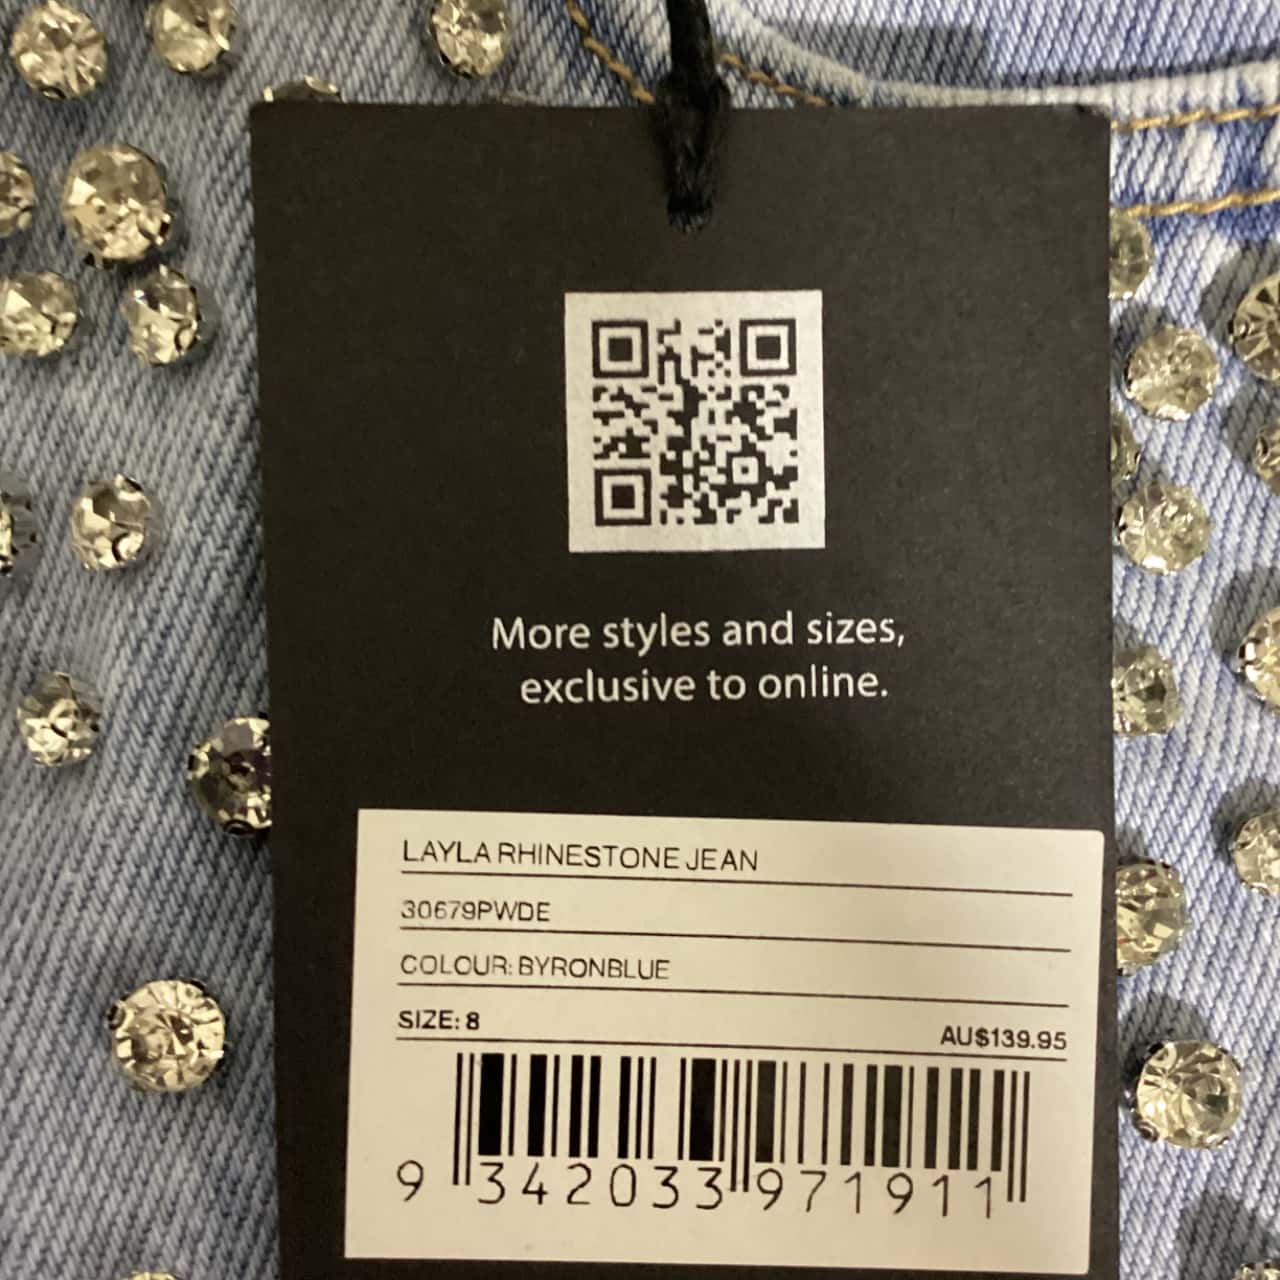 More styles and sizes,
exclusive to online.
LAYLA RHINESTONE JEAN
30679PWDE
COLOUR: BYRONBLUE
SIZE: 8
AU$139.95
9 342033 971911